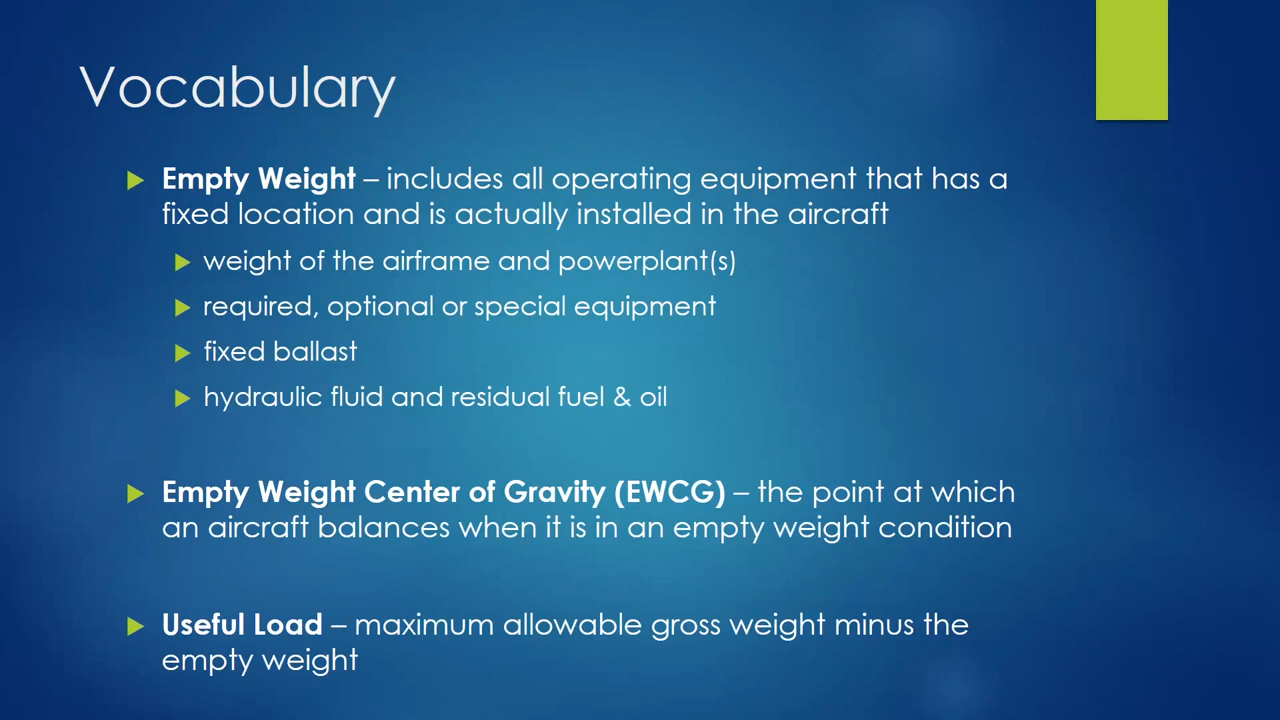 Vocabulary
Empty Weight – includes all operating equipment that has a
fixed location and is actually installed in the aircraft
weight of the airframe and powerplant(s)
required, optional or special equipment
fixed ballast
hydraulic fluid and residual fuel & oil
Empty Weight Center of Gravity (EWCG) – the point at which
an aircraft balances when it is in an empty weight condition
Useful Load – maximum allowable gross weight minus the
empty weight